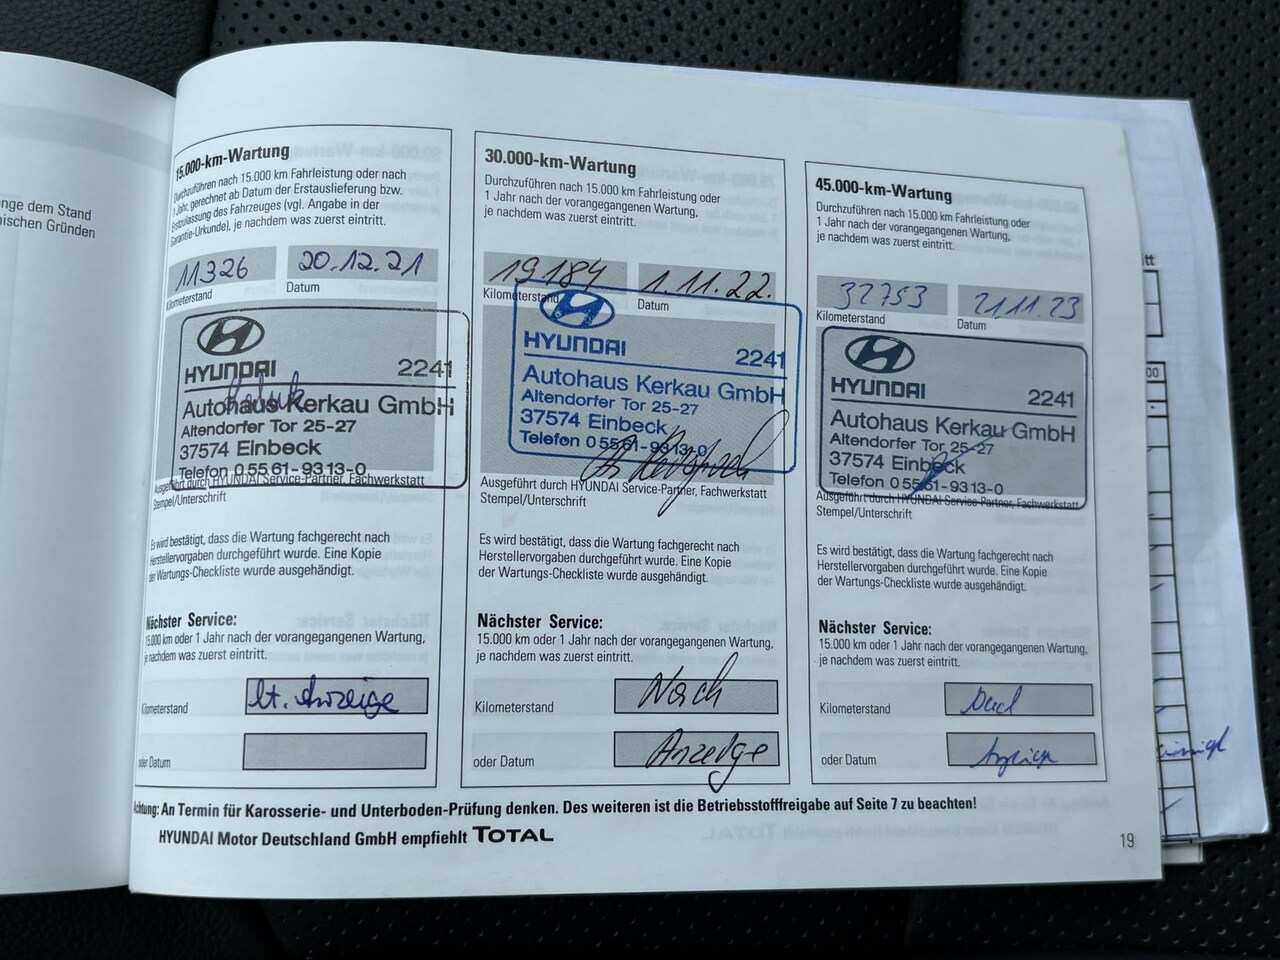 nge dem Stand
nischen Gründen
15.000-km-Wartung
Durchzuführen nach 15.000 km Fahrleistung oder nach
1 Jahr, gerechnet ab Datum der Erstauslieferung bzw.
Erstzulassung des Fahrzeuges (vgl. Angabe in der
Garantie-Urkunde), je nachdem was zuerst eintritt.
11326
20.12.21
Kilometerstand
Datum
HYUNDAI
2241
Autohaus Kerkau GmbH
Altendorfer Tor 25-27
37574 Einbeck
Telefon 05561-9313-0
Ausgeführt durch HYUNDAI Service-Partner, Fachwerkstatt
Stempel/Unterschrift
Es wird bestätigt, dass die Wartung fachgerecht nach
Herstellervorgaben durchgeführt wurde. Eine Kopie
der Wartungs-Checkliste wurde ausgehändigt.
Nächster Service:
15.000 km oder 1 Jahr nach der vorangegangenen Wartung,
je nachdem was zuerst eintritt.
Kilometerstand
lt. Anzeige
oder Datum
30.000-km-Wartung
Durchzuführen nach 15.000 km Fahrleistung oder
1 Jahr nach der vorangegangenen Wartung,
je nachdem was zuerst eintritt.
19.184
1.11.22.
Kilometerstand
Datum
HYUNDAI
2241
Autohaus Kerkau GmbH
Altendorfer Tor 25-27
37574 Einbeck
Telefon 05561-9313-0
Ausgeführt durch HYUNDAI Service-Partner, Fachwerkstatt
Stempel/Unterschrift
Es wird bestätigt, dass die Wartung fachgerecht nach
Herstellervorgaben durchgeführt wurde. Eine Kopie
der Wartungs-Checkliste wurde ausgehändigt.
Nächster Service:
15.000 km oder 1 Jahr nach der vorangegangenen Wartung,
je nachdem was zuerst eintritt.
Kilometerstand
Nach
oder Datum
Anzeige
45.000-km-Wartung
Durchzuführen nach 15.000 km Fahrleistung oder
1 Jahr nach der vorangegangenen Wartung,
je nachdem was zuerst eintritt.
32753
21.11.23
Kilometerstand
Datum
HYUNDAI
2241
Autohaus Kerkau GmbH
Altendorfer Tor 25-27
37574 Einbeck
Telefon 05561-9313-0
Ausgeführt durch HYUNDAI Service-Partner, Fachwerkstatt
Stempel/Unterschrift
Es wird bestätigt, dass die Wartung fachgerecht nach
Herstellervorgaben durchgeführt wurde. Eine Kopie
der Wartungs-Checkliste wurde ausgehändigt.
Nächster Service:
15.000 km oder 1 Jahr nach der vorangegangenen Wartung,
je nachdem was zuerst eintritt.
Kilometerstand
Nach
oder Datum
Anzeige
Achtung: An Termin für Karosserie- und Unterboden-Prüfung denken. Des weiteren ist die Betriebsstofffreigabe auf Seite 7 zu beachten!
HYUNDAI Motor Deutschland GmbH empfiehlt TOTAL
19